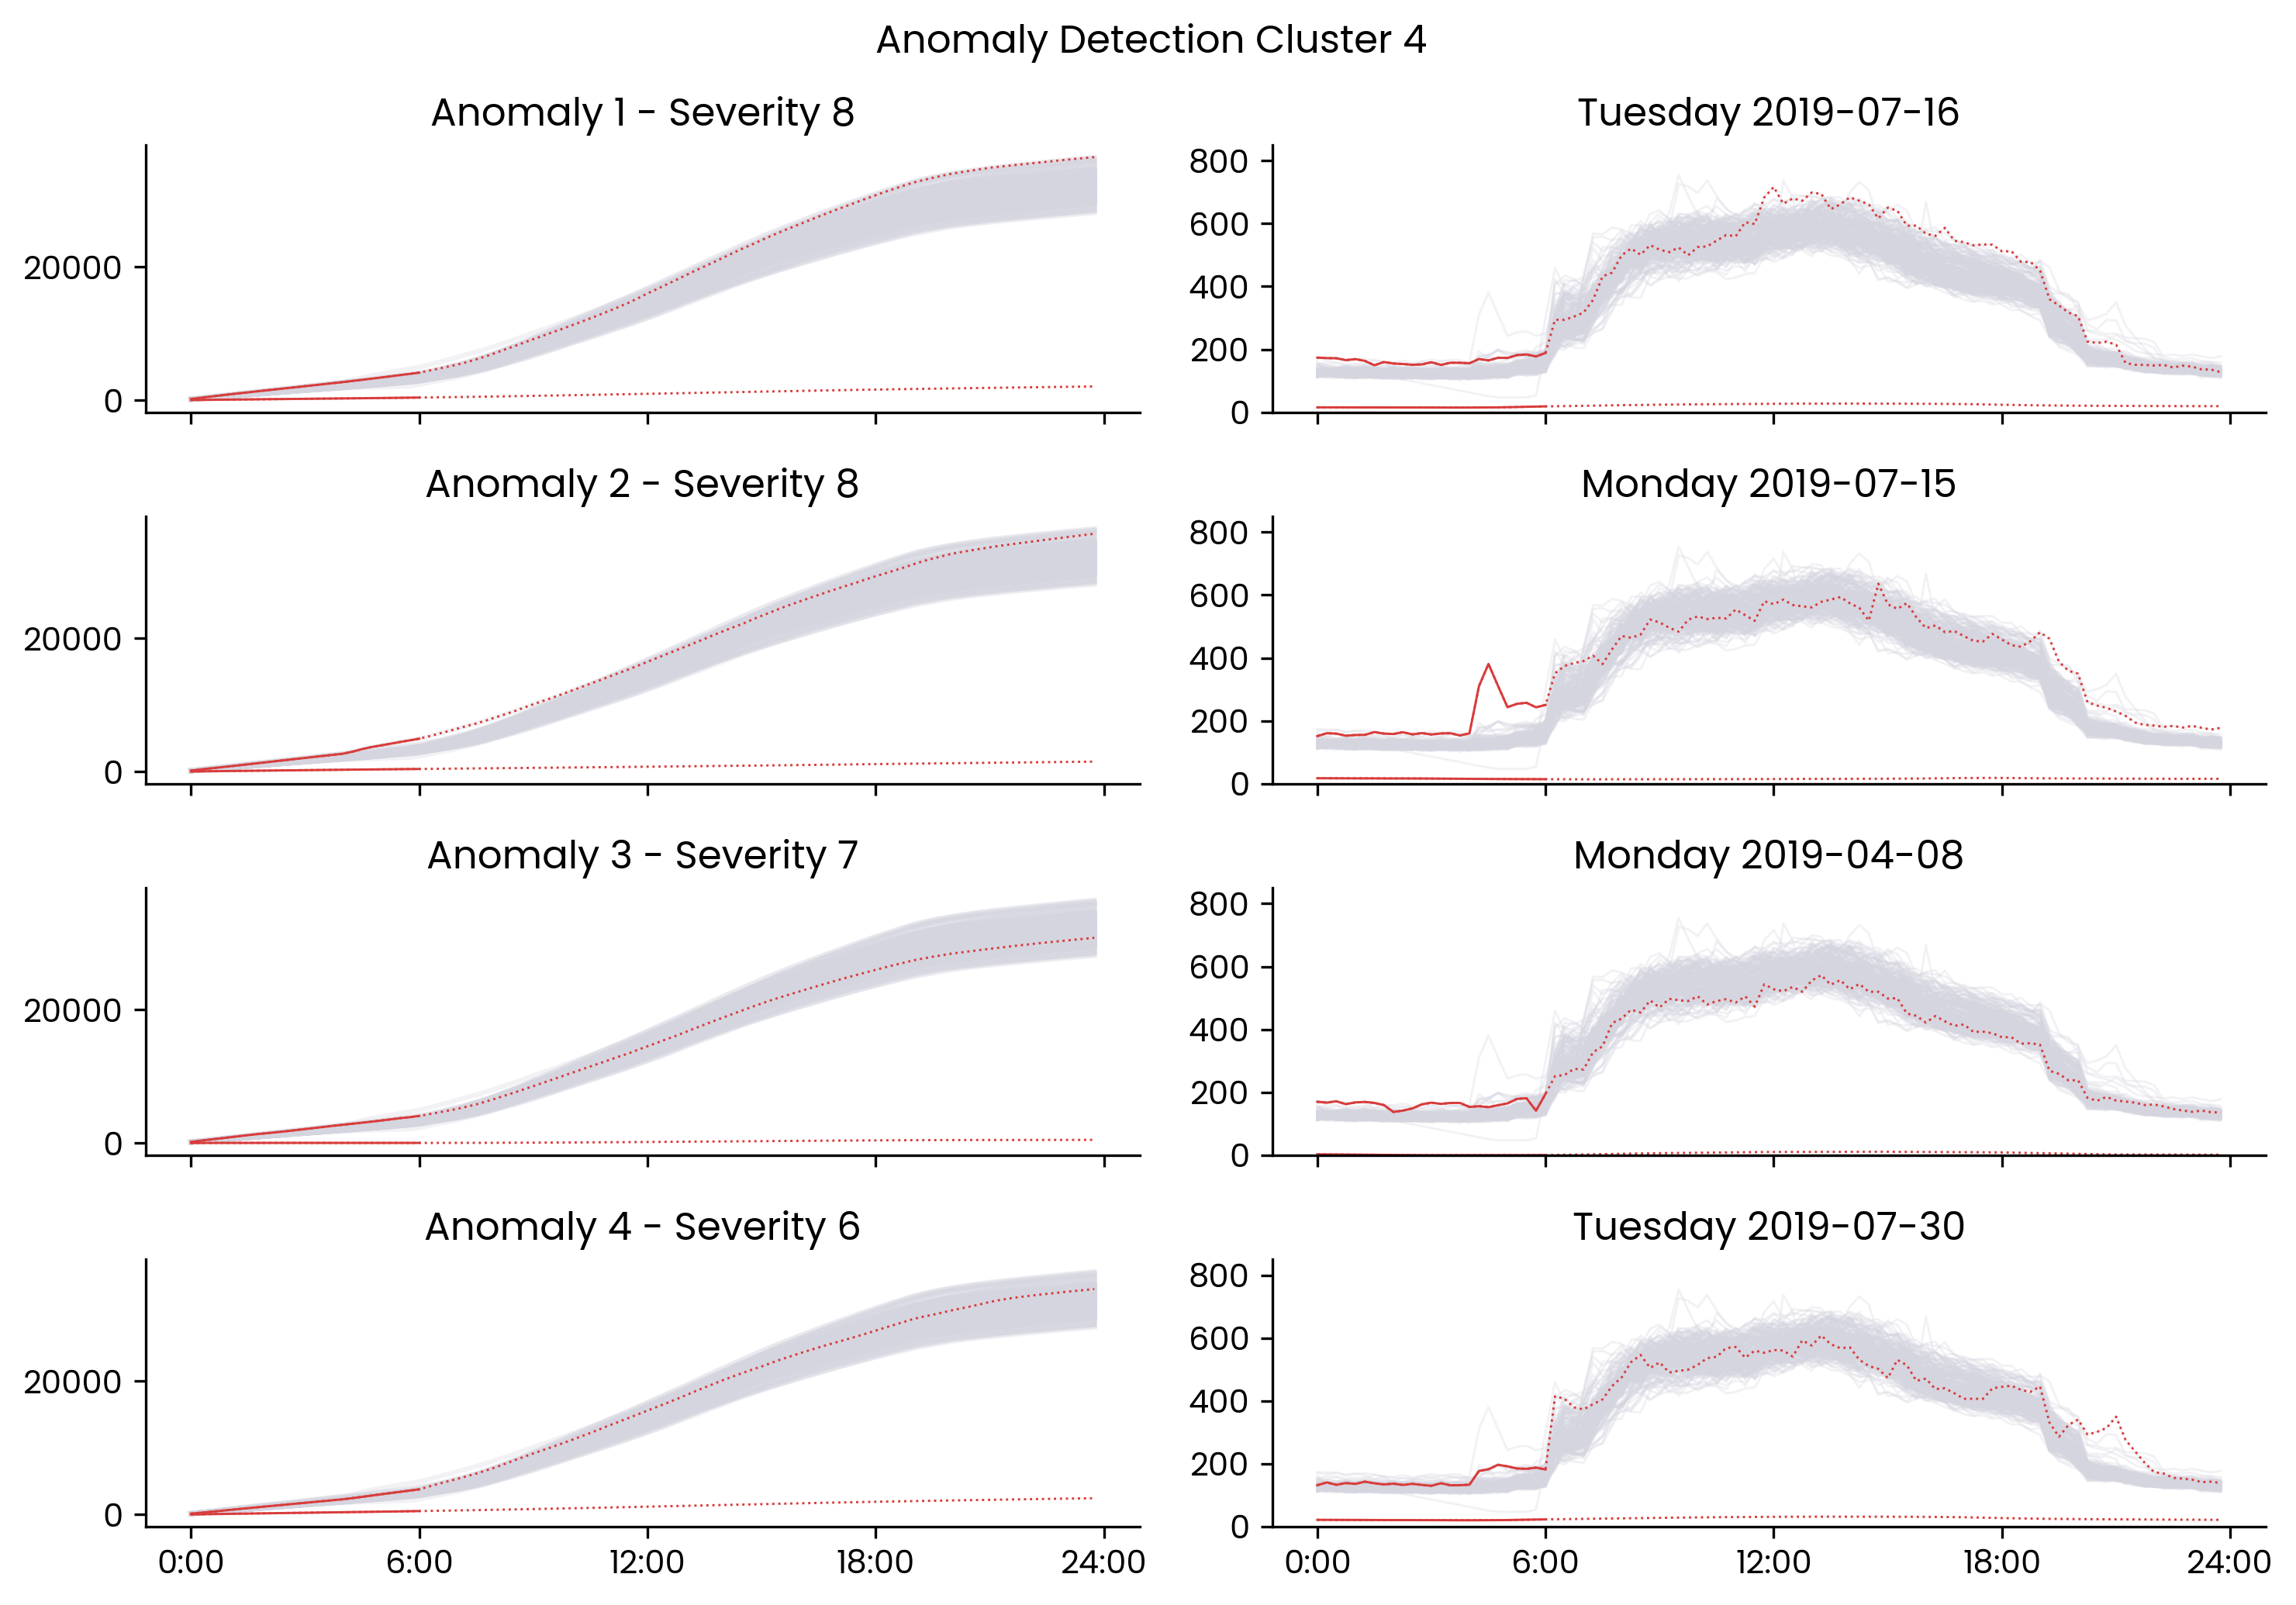 Anomaly Detection Cluster 4
Anomaly 1 - Severity 8
Tuesday 2019-07-16
20000
0
800
600
400
200
0
Anomaly 2 - Severity 8
Monday 2019-07-15
20000
0
800
600
400
200
0
Anomaly 3 - Severity 7
Monday 2019-04-08
20000
0
800
600
400
200
0
Anomaly 4 - Severity 6
Tuesday 2019-07-30
20000
0
800
600
400
200
0
0:00 6:00 12:00 18:00 24:00
0:00 6:00 12:00 18:00 24:00